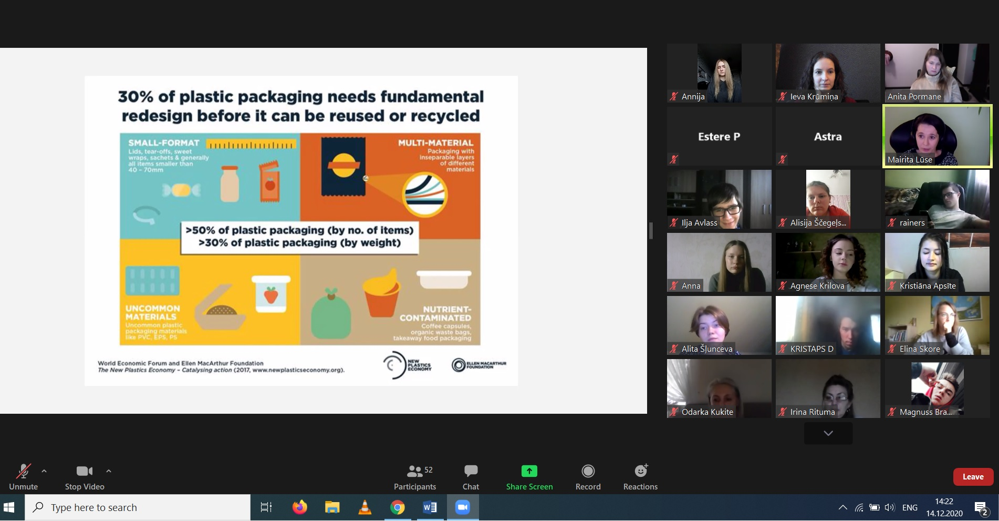 30% of plastic packaging needs fundamental
redesign before it can be reused or recycled
SMALL-FORMAT
Lids, tear-offs, sweet
wraps, sachets & generally
all items smaller than
40 – 70mm
MULTI-MATERIAL
Packaging with
inseparable layers
of different
materials
>50% of plastic packaging (by no. of items)
>30% of plastic packaging (by weight)
UNCOMMON
MATERIALS
Uncommon plastic
packaging materials
like PVC, EPS, PS
NUTRIENT-
CONTAMINATED
Coffee capsules,
organic waste bags,
takeaway food packaging
World Economic Forum and Ellen MacArthur Foundation
The New Plastics Economy – Catalysing action (2017, www.newplasticseconomy.org).
NEW
PLASTICS
ECONOMY
ELLEN MACARTHUR
FOUNDATION
Annija
Ieva Krūmiņa
Anita Pormane
Estere P
Astra
Mairita Lūse
Ilja Avlass
Alisija Ščegeļs...
rainers
Anna
Agnese Krilova
Kristiāna Apsīte
Alita Šļunceva
KRISTAPS D
Elina Skore
Odarka Kukite
Irina Rituma
Magnuss Bra...
Unmute
Stop Video
52
Participants
Chat
Share Screen
Record
Reactions
Leave
Type here to search
W
ENG
14:22
14.12.2020
2